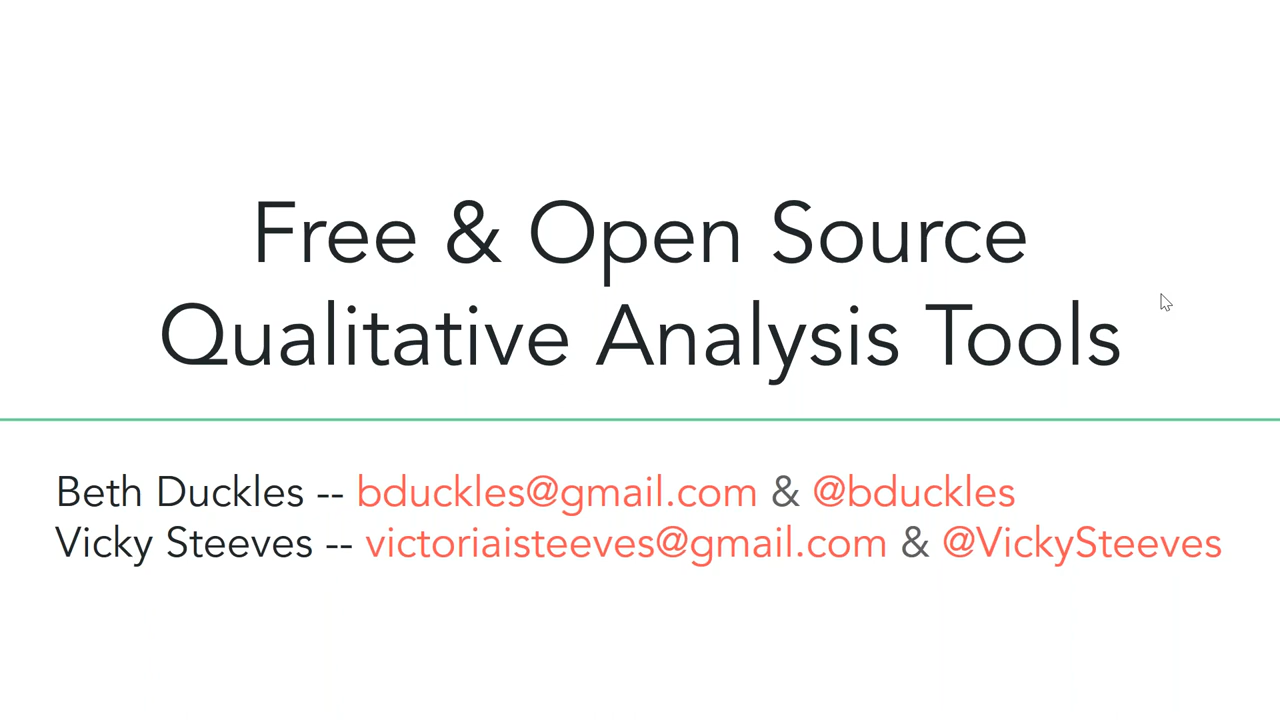 Free & Open Source
Qualitative Analysis Tools
Beth Duckles -- bduckles@gmail.com & @bduckles
Vicky Steeves -- victoriaisteeves@gmail.com & @VickySteeves